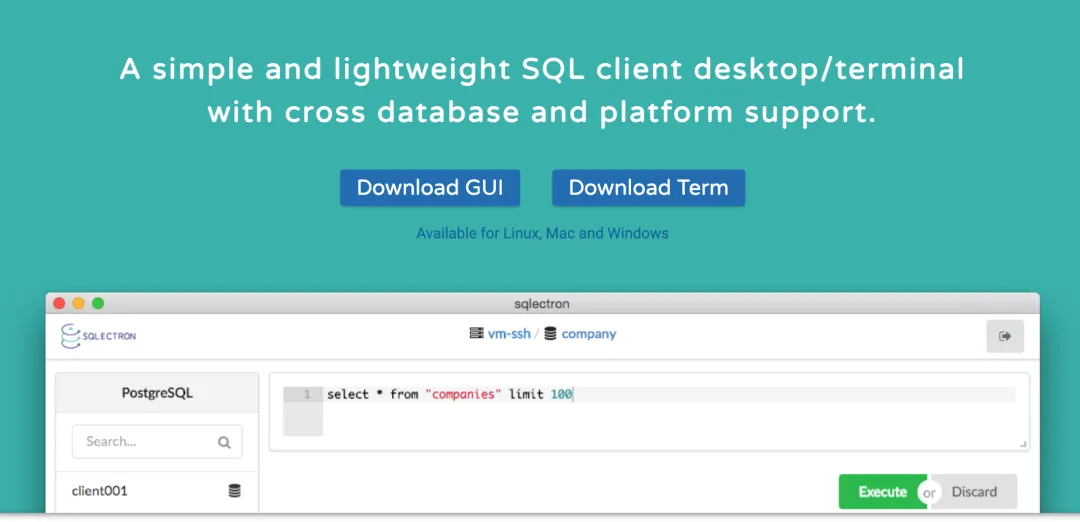 A simple and lightweight SQL client desktop/terminal
with cross database and platform support.
Download GUI
Download Term
Available for Linux, Mac and Windows
sqlectron
SQLECTRON
vm-ssh / company
PostgreSQL
1 select * from "companies" limit 100
Search...
client001
Execute or Discard